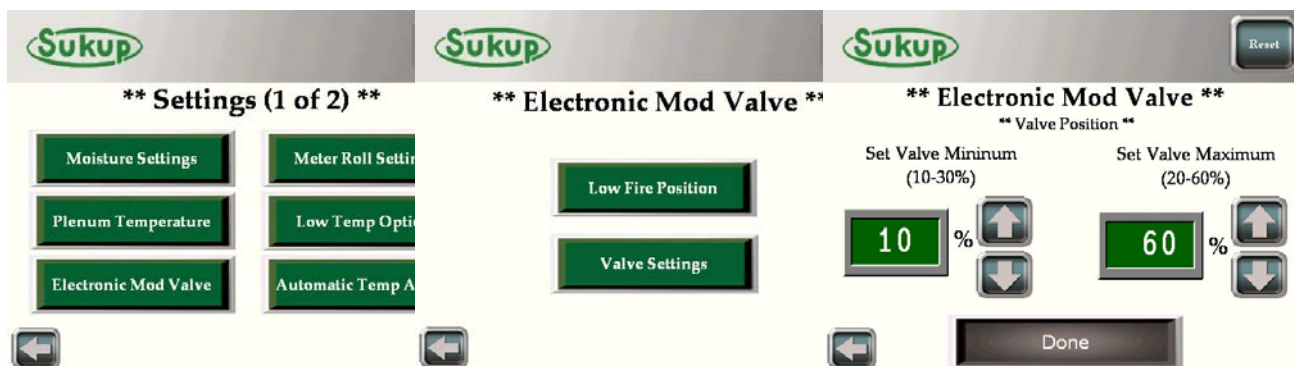 Sukup
** Settings (1 of 2) **
Moisture Settings
Meter Roll Settin
Plenum Temperature
Low Temp Optio
Electronic Mod Valve
Automatic Temp A
Sukup
** Electronic Mod Valve **
Low Fire Position
Valve Settings
Sukup
Reset
** Electronic Mod Valve **
** Valve Position **
Set Valve Mininum
(10-30%)
Set Valve Maximum
(20-60%)
10 %
60 %
Done